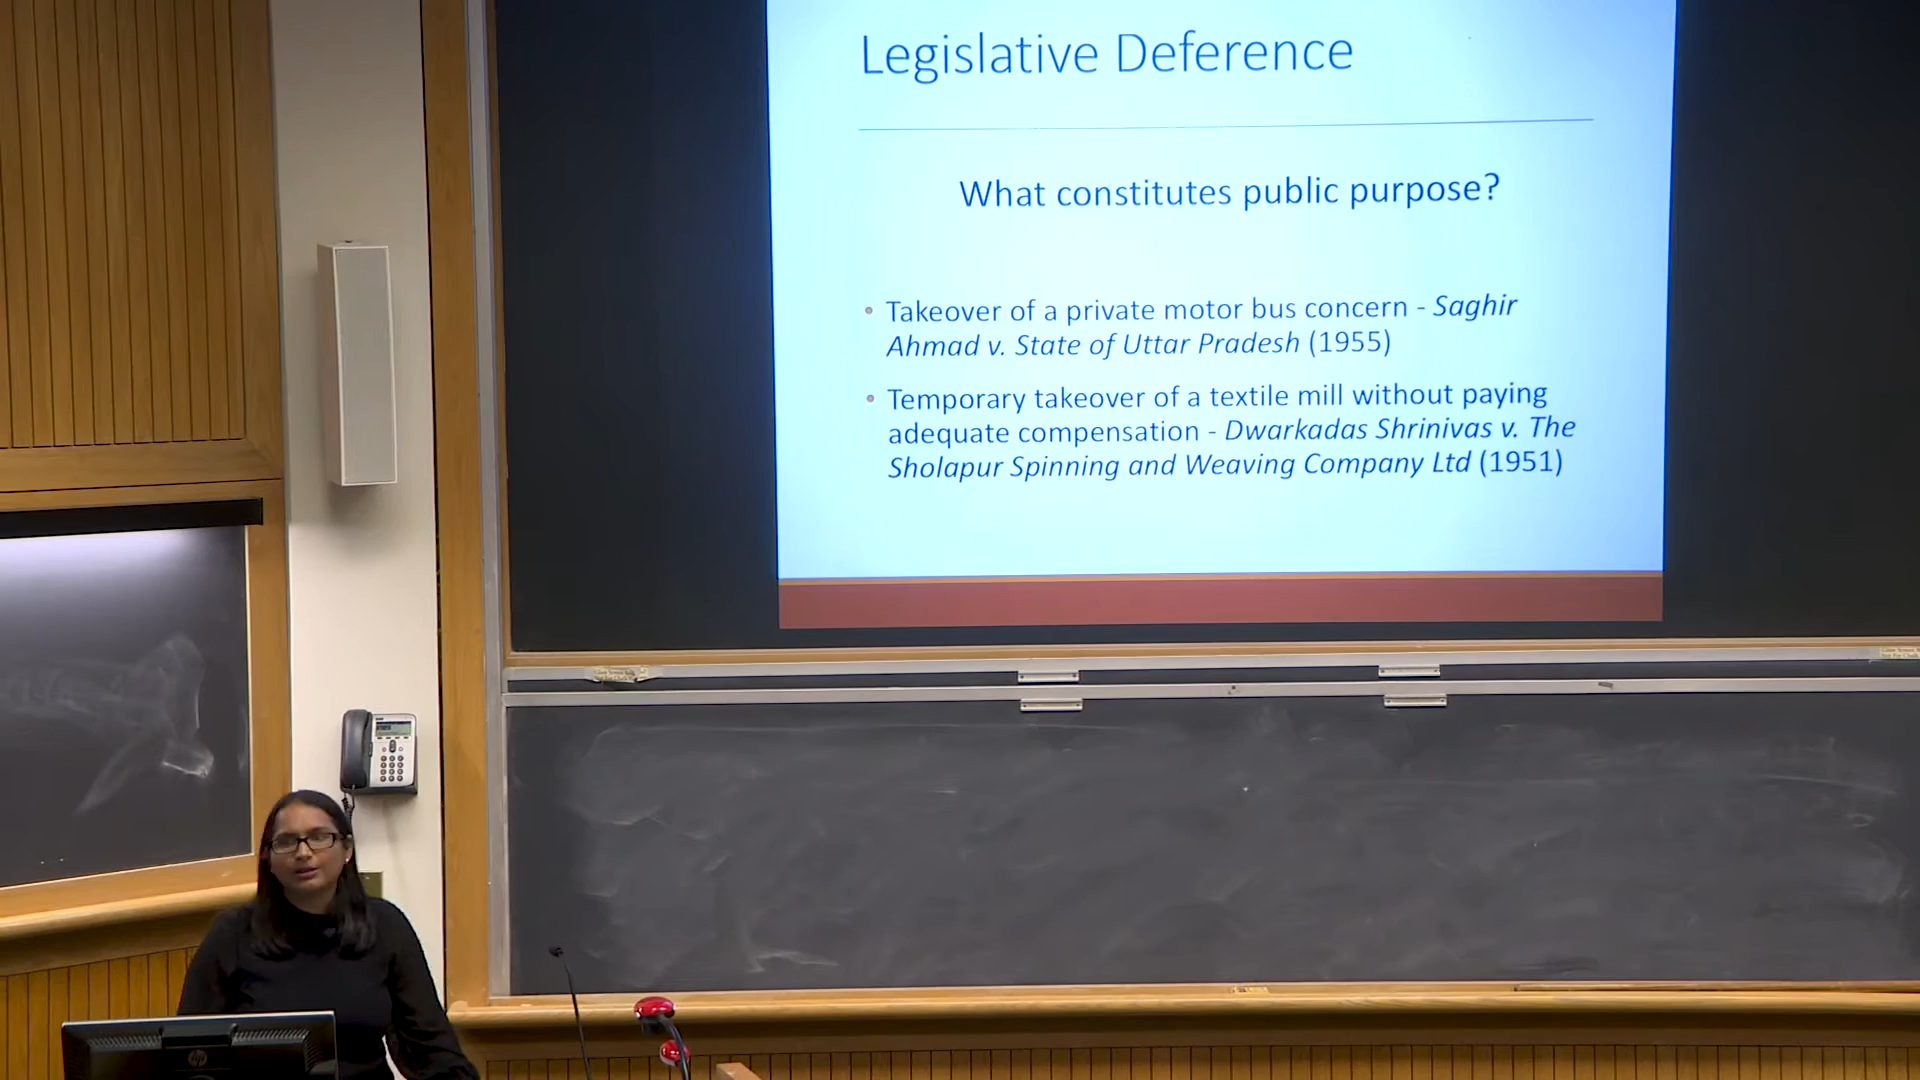 Legislative Deference
What constitutes public purpose?
• Takeover of a private motor bus concern - Saghir
Ahmad v. State of Uttar Pradesh (1955)
• Temporary takeover of a textile mill without paying
adequate compensation - Dwarkadas Shrinivas v. The
Sholapur Spinning and Weaving Company Ltd (1951)
hp